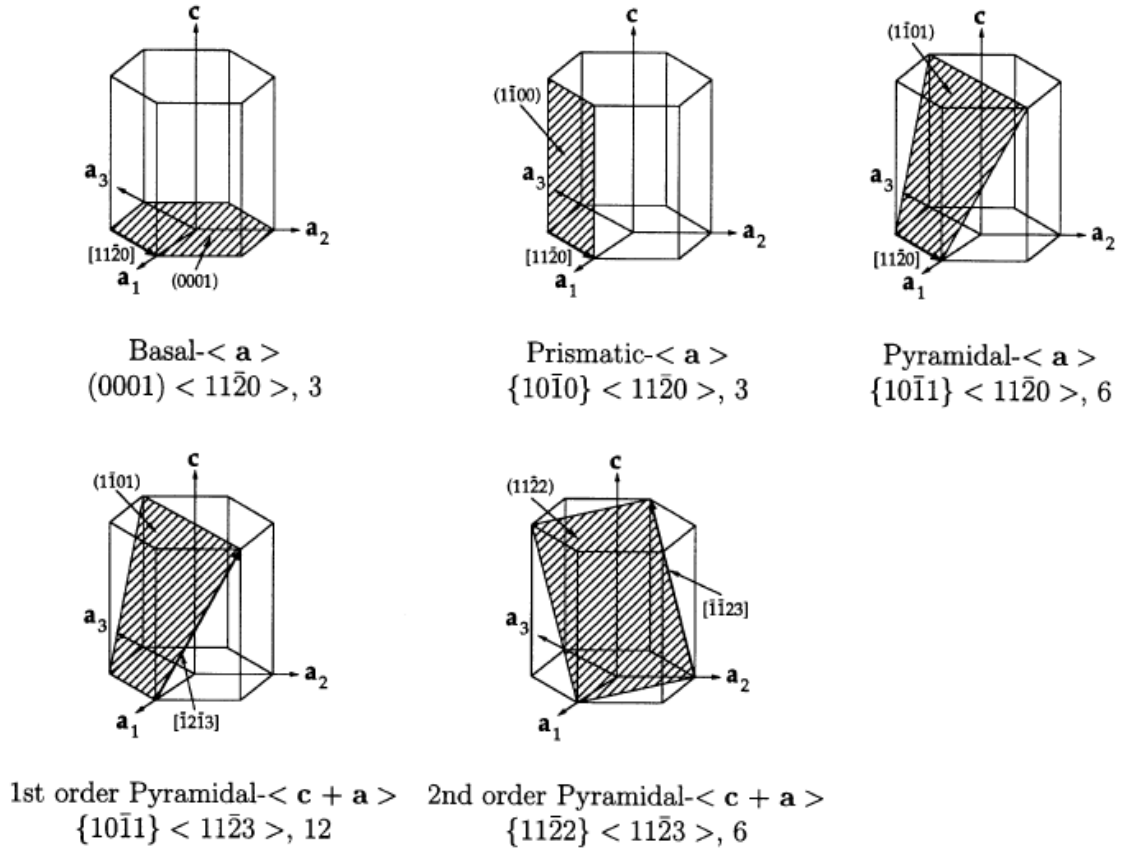 c
a₃
[112̄0]
a₁
(0001)
a₂
Basal-< a >
(0001) < 112̄0 >, 3
c
(11̄00)
a₃
[112̄0]
a₁
a₂
Prismatic-< a >
{101̄0} < 112̄0 >, 3
c
(11̄01)
a₃
[112̄0]
a₁
a₂
Pyramidal-< a >
{101̄1} < 112̄0 >, 6
c
(11̄01)
a₃
a₁
[1̄21̄3]
a₂
1st order Pyramidal-< c + a >
{101̄1} < 112̄3 >, 12
c
(112̄2)
[1̄1̄23]
a₃
a₁
a₂
2nd order Pyramidal-< c + a >
{112̄2} < 112̄3 >, 6